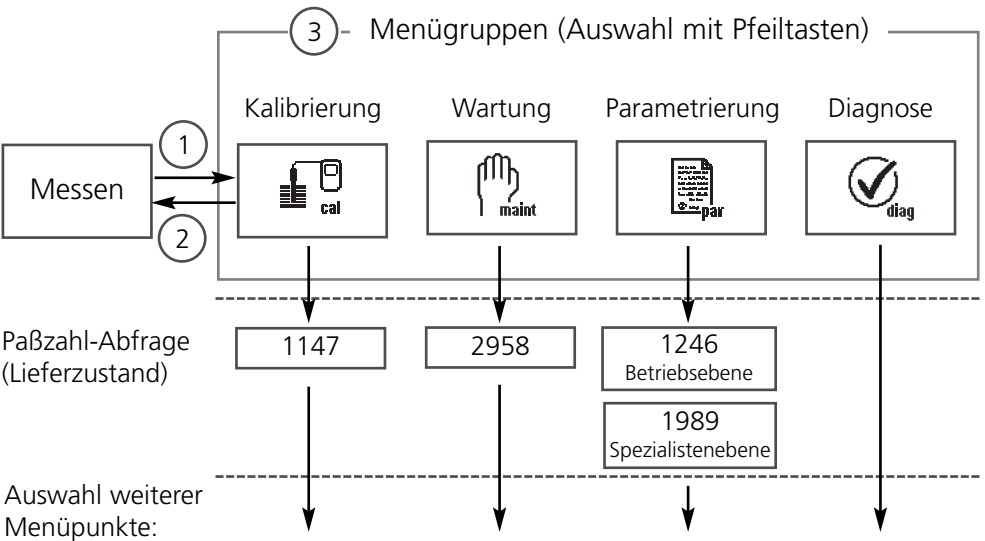 3 Menügruppen (Auswahl mit Pfeiltasten)
Kalibrierung Wartung Parametrierung Diagnose
1
Messen
cal maint par diag
2
Paßzahl-Abfrage
(Lieferzustand)
1147 2958 1246
Betriebsebene
1989
Spezialistenebene
Auswahl weiterer
Menüpunkte: